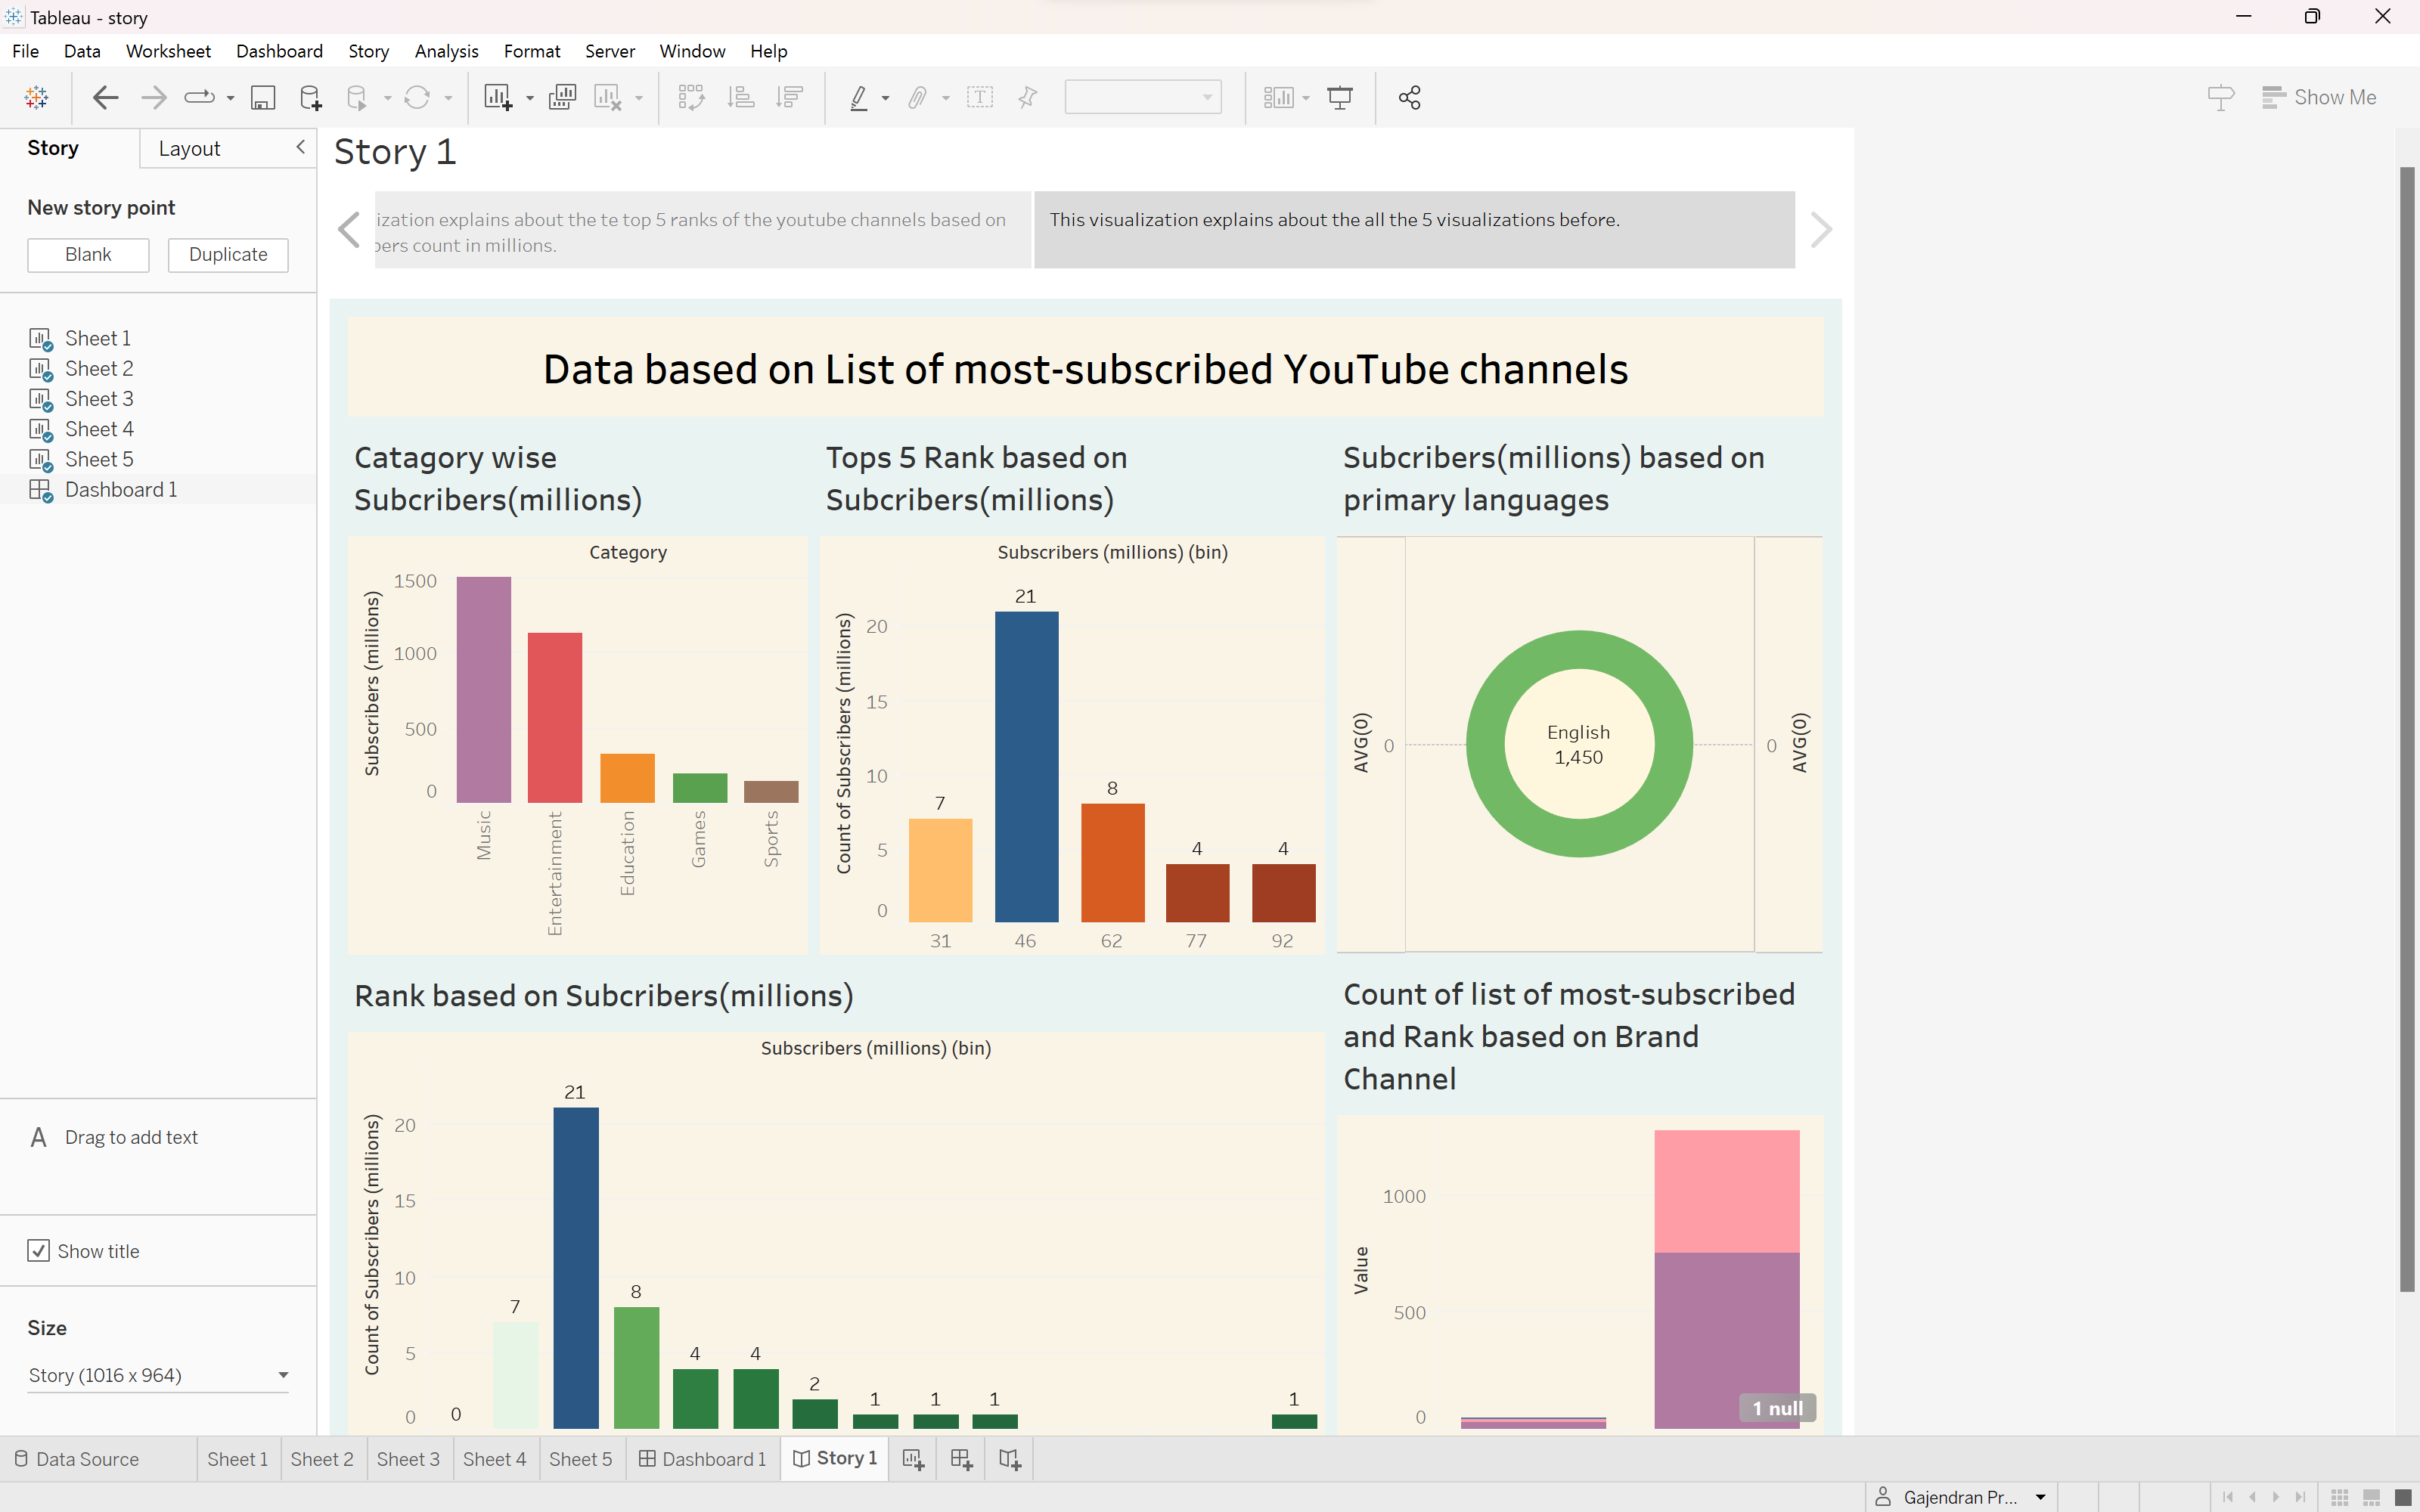 Tableau - story
File Data Worksheet Dashboard Story Analysis Format Server Window Help
Show Me
Story Layout
New story point
Blank Duplicate
Sheet 1
Sheet 2
Sheet 3
Sheet 4
Sheet 5
Dashboard 1
A Drag to add text
Show title
Size
Story (1016 x 964)
Story 1
ization explains about the te top 5 ranks of the youtube channels based on
bers count in millions.
This visualization explains about the all the 5 visualizations before.
Data based on List of most-subscribed YouTube channels
Catagory wise
Subcribers(millions)
Category
Subscribers (millions)
1500
1000
500
0
Music
Entertainment
Education
Games
Sports
Tops 5 Rank based on
Subcribers(millions)
Subscribers (millions) (bin)
Count of Subscribers (millions)
20
15
10
5
0
7
21
8
4
4
31 46 62 77 92
Subcribers(millions) based on
primary languages
AVG(0)
0
English
1,450
0
AVG(0)
Rank based on Subcribers(millions)
Subscribers (millions) (bin)
Count of Subscribers (millions)
20
15
10
5
0
0
7
21
8
4
4
2
1
1
1
1
Count of list of most-subscribed
and Rank based on Brand
Channel
Value
1000
500
0
1 null
Data Source Sheet 1 Sheet 2 Sheet 3 Sheet 4 Sheet 5 Dashboard 1 Story 1
Gajendran Pr...